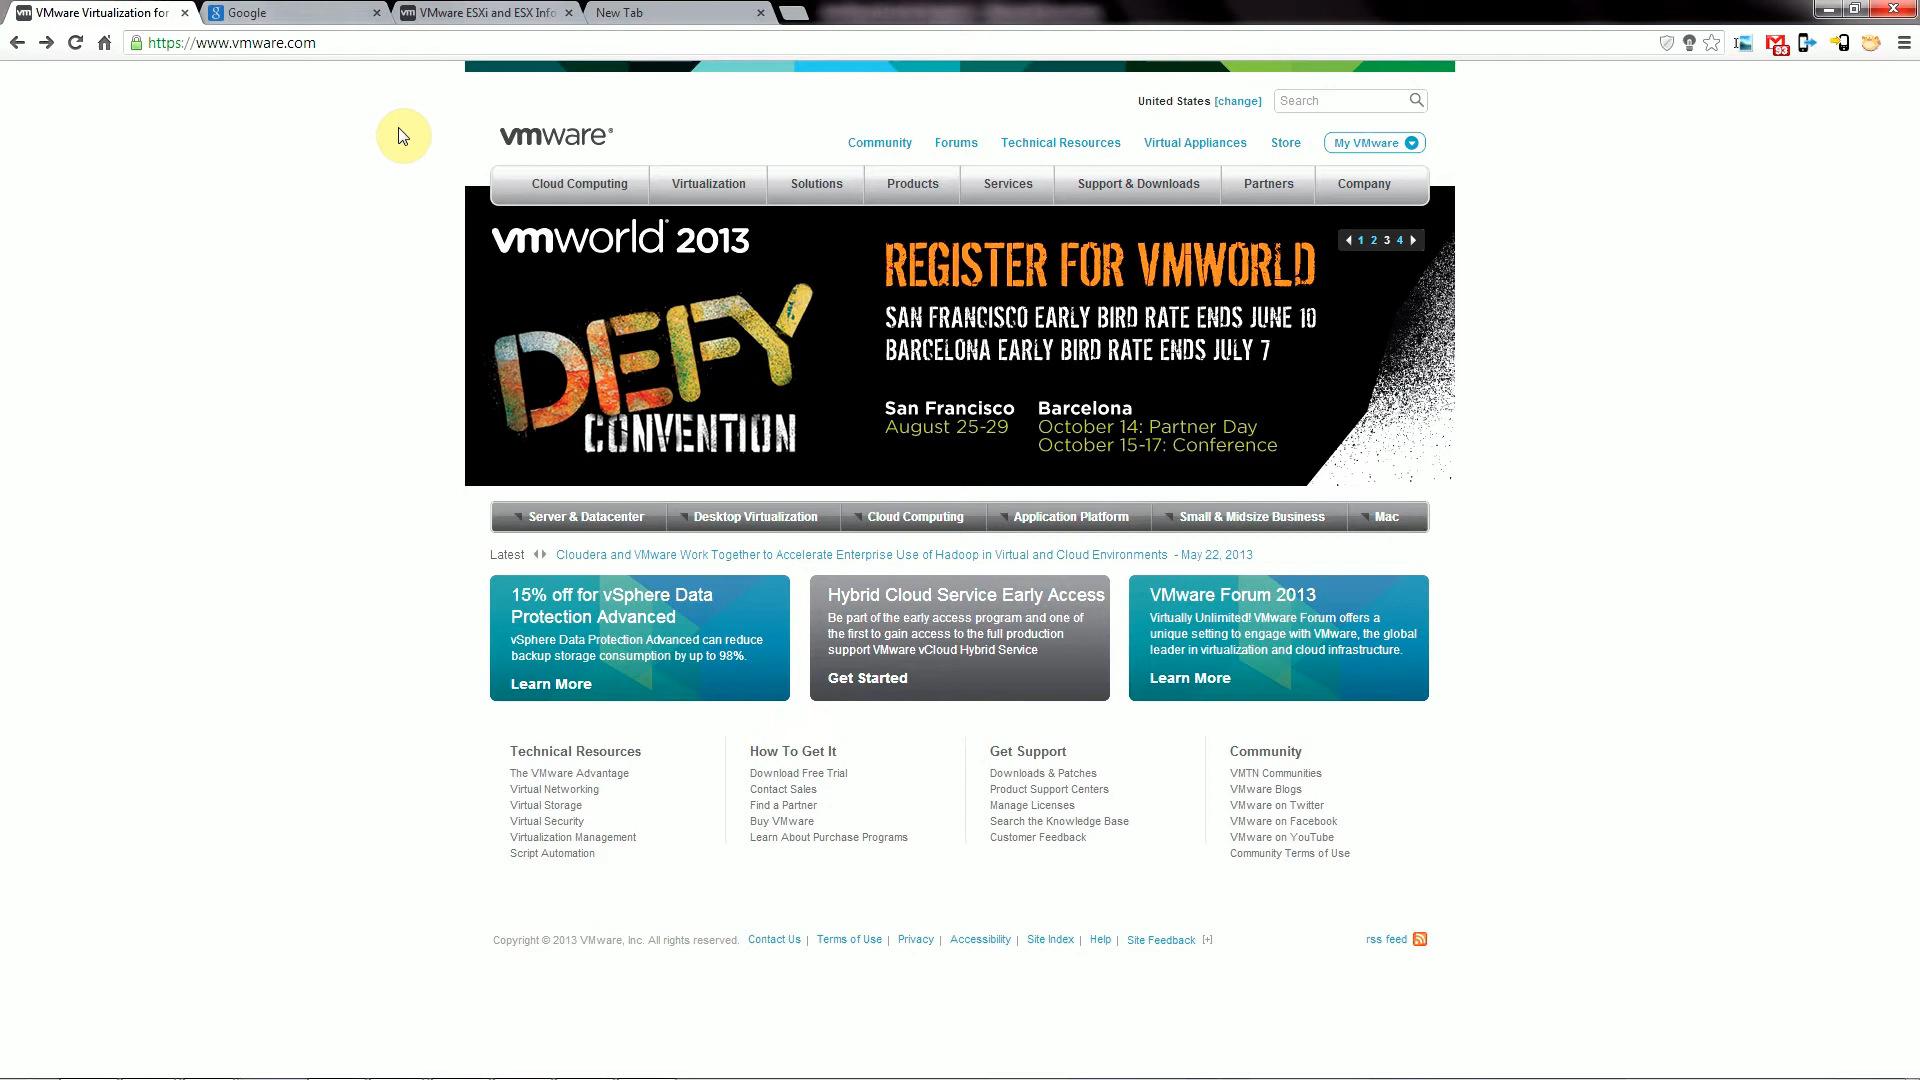 VMware Virtualization for
Google
VMware ESXi and ESX Info
New Tab
https://www.vmware.com
93
United States [change]
Search
vmware®
Community
Forums
Technical Resources
Virtual Appliances
Store
My VMware
Cloud Computing
Virtualization
Solutions
Products
Services
Support & Downloads
Partners
Company
vmworld® 2013
DEFY
CONVENTION
REGISTER FOR VMWORLD
SAN FRANCISCO EARLY BIRD RATE ENDS JUNE 10
BARCELONA EARLY BIRD RATE ENDS JULY 7
San Francisco
August 25-29
Barcelona
October 14: Partner Day
October 15-17: Conference
1 2 3 4
Server & Datacenter
Desktop Virtualization
Cloud Computing
Application Platform
Small & Midsize Business
Mac
Latest
Cloudera and VMware Work Together to Accelerate Enterprise Use of Hadoop in Virtual and Cloud Environments - May 22, 2013
15% off for vSphere Data
Protection Advanced
vSphere Data Protection Advanced can reduce
backup storage consumption by up to 98%.
Learn More
Hybrid Cloud Service Early Access
Be part of the early access program and one of
the first to gain access to the full production
support VMware vCloud Hybrid Service
Get Started
VMware Forum 2013
Virtually Unlimited! VMware Forum offers a
unique setting to engage with VMware, the global
leader in virtualization and cloud infrastructure.
Learn More
Technical Resources
The VMware Advantage
Virtual Networking
Virtual Storage
Virtual Security
Virtualization Management
Script Automation
How To Get It
Download Free Trial
Contact Sales
Find a Partner
Buy VMware
Learn About Purchase Programs
Get Support
Downloads & Patches
Product Support Centers
Manage Licenses
Search the Knowledge Base
Customer Feedback
Community
VMTN Communities
VMware Blogs
VMware on Twitter
VMware on Facebook
VMware on YouTube
Community Terms of Use
Copyright © 2013 VMware, Inc. All rights reserved.
Contact Us | Terms of Use | Privacy | Accessibility | Site Index | Help | Site Feedback [+]
rss feed